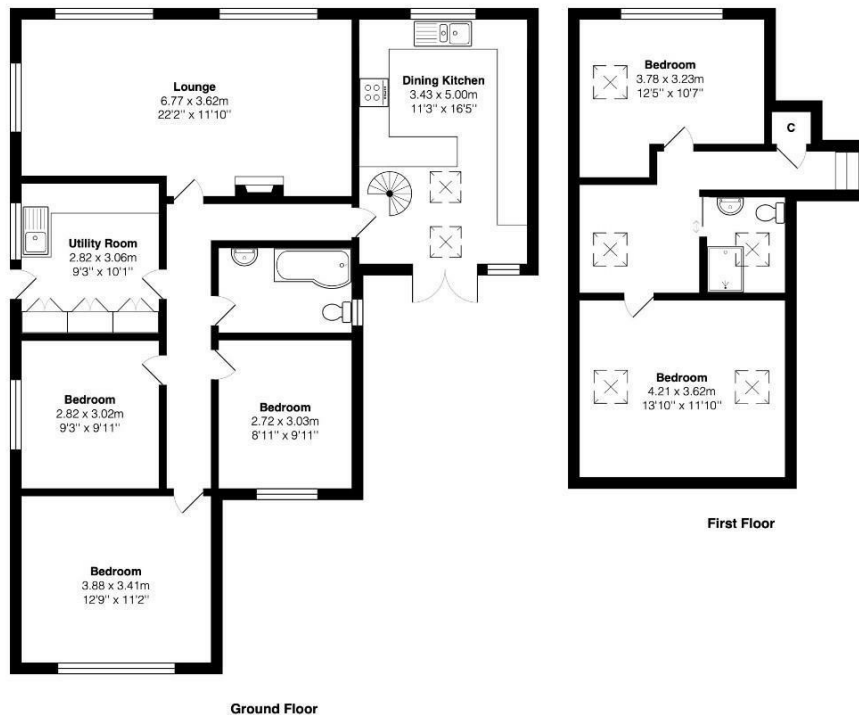 Lounge
6.77 x 3.62m
22'2" x 11'10"
Dining Kitchen
3.43 x 5.00m
11'3" x 16'5"
Utility Room
2.82 x 3.06m
9'3" x 10'1"
Bedroom
2.82 x 3.02m
9'3" x 9'11"
Bedroom
2.72 x 3.03m
8'11" x 9'11"
Bedroom
3.88 x 3.41m
12'9" x 11'2"
Ground Floor
Bedroom
3.78 x 3.23m
12'5" x 10'7"
C
Bedroom
4.21 x 3.62m
13'10" x 11'10"
First Floor